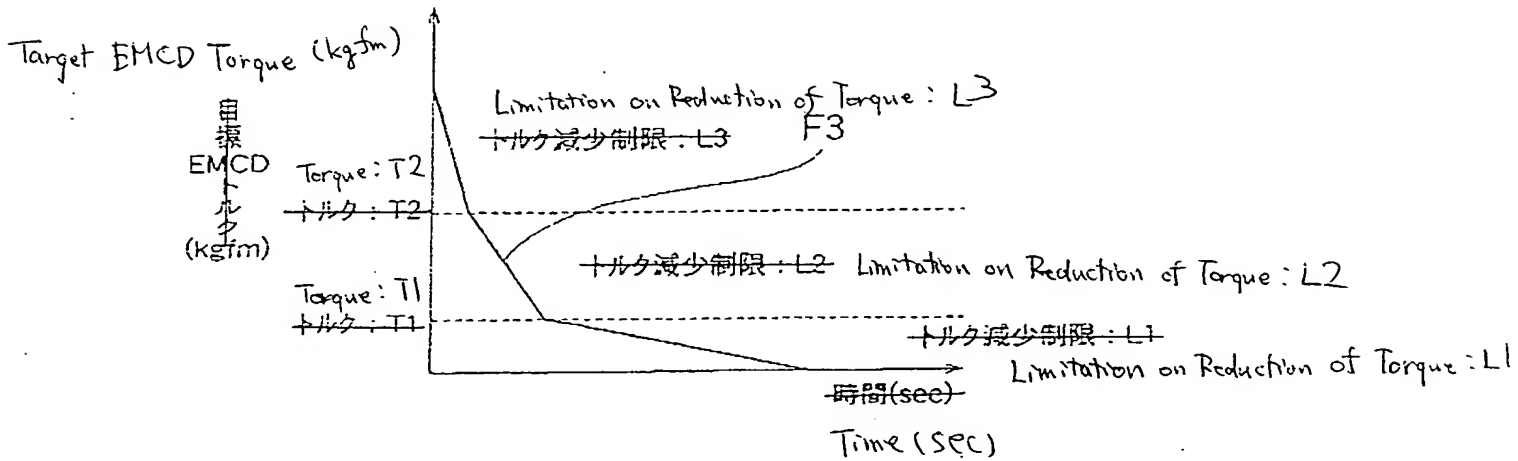 Target EMCD Torque (kgfm)
Limitation on Reduction of Torque : L3
トルク減少制限 : L3
F3
目標
EMCD
トルク
(kgfm)
Torque : T2
トルク : T2
トルク減少制限 : L2 Limitation on Reduction of Torque : L2
Torque : T1
トルク : T1
トルク減少制限 : L1
Limitation on Reduction of Torque : L1
時間(sec)
Time (sec)